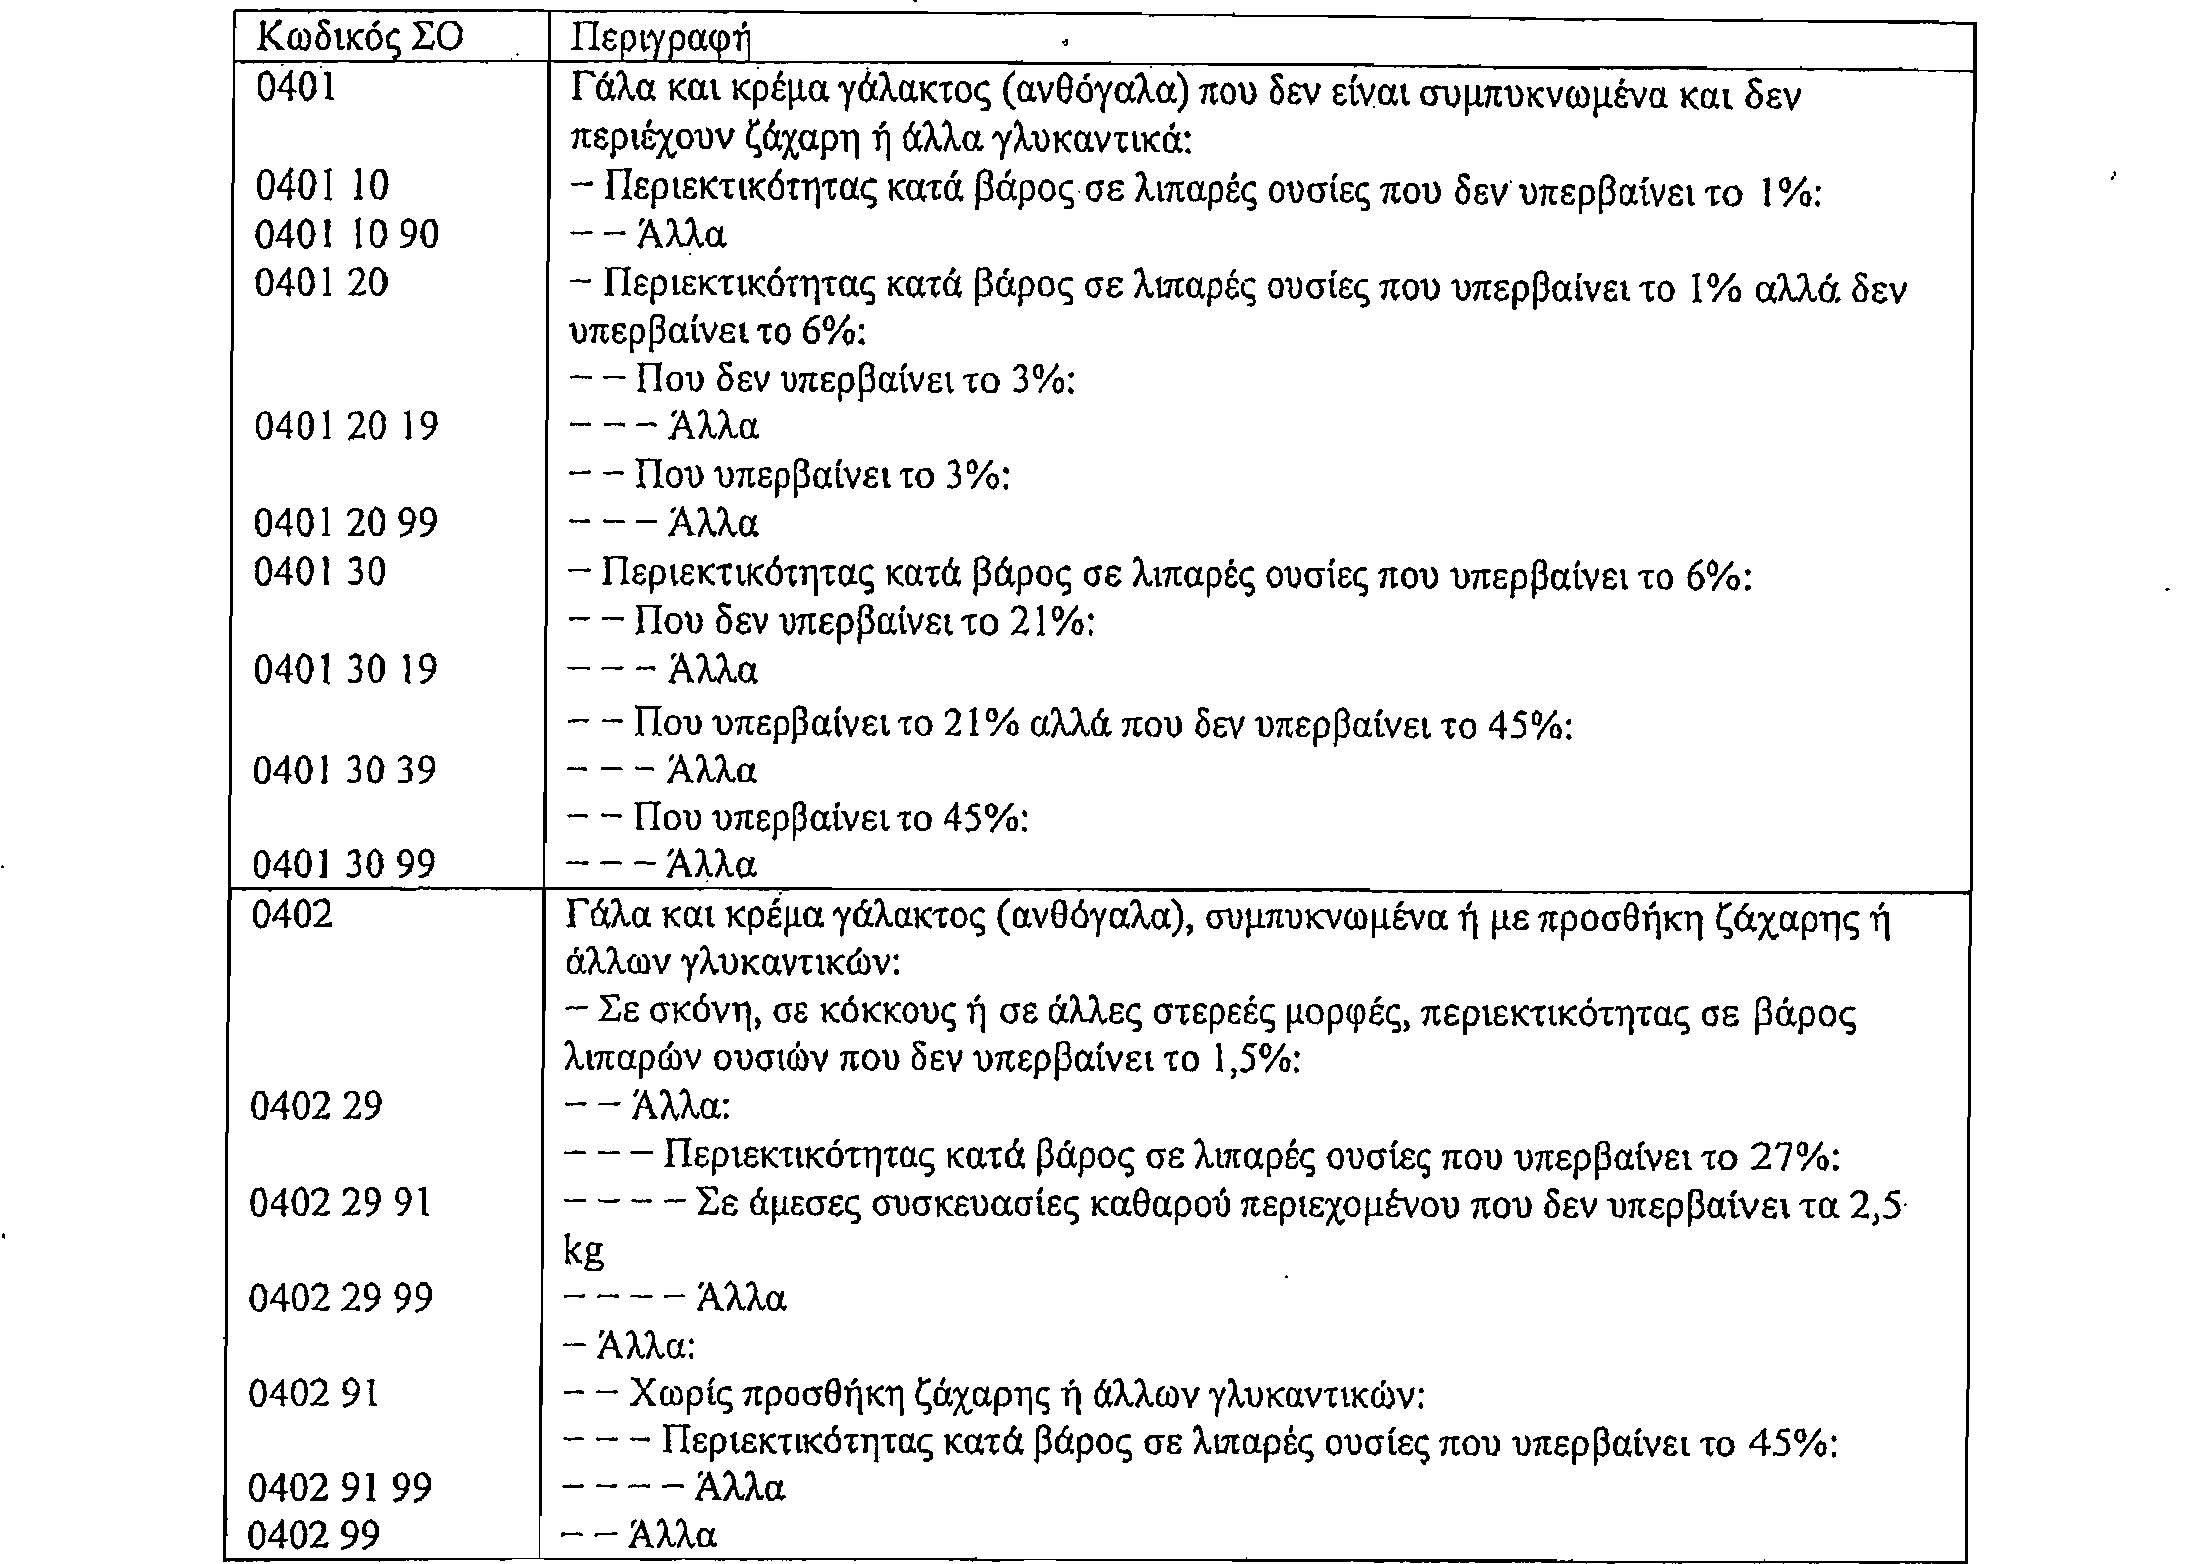 Κωδικός ΣΟ Περιγραφή
0401 Γάλα και κρέμα γάλακτος (ανθόγαλα) που δεν είναι συμπυκνωμένα και δεν
περιέχουν ζάχαρη ή άλλα γλυκαντικά:
0401 10 – Περιεκτικότητας κατά βάρος σε λιπαρές ουσίες που δεν υπερβαίνει το 1%:
0401 10 90 – – Άλλα
0401 20 – Περιεκτικότητας κατά βάρος σε λιπαρές ουσίες που υπερβαίνει το 1% αλλά δεν
υπερβαίνει το 6%:
– – Που δεν υπερβαίνει το 3%:
0401 20 19 – – – Άλλα
– – Που υπερβαίνει το 3%:
0401 20 99 – – – Άλλα
0401 30 – Περιεκτικότητας κατά βάρος σε λιπαρές ουσίες που υπερβαίνει το 6%:
– – Που δεν υπερβαίνει το 21%:
0401 30 19 – – – Άλλα
– – Που υπερβαίνει το 21% αλλά που δεν υπερβαίνει το 45%:
0401 30 39 – – – Άλλα
– – Που υπερβαίνει το 45%:
0401 30 99 – – – Άλλα
0402 Γάλα και κρέμα γάλακτος (ανθόγαλα), συμπυκνωμένα ή με προσθήκη ζάχαρης ή
άλλων γλυκαντικών:
– Σε σκόνη, σε κόκκους ή σε άλλες στερεές μορφές, περιεκτικότητας σε βάρος
λιπαρών ουσιών που δεν υπερβαίνει το 1,5%:
0402 29 – – Άλλα:
– – – Περιεκτικότητας κατά βάρος σε λιπαρές ουσίες που υπερβαίνει το 27%:
0402 29 91 – – – – Σε άμεσες συσκευασίες καθαρού περιεχομένου που δεν υπερβαίνει τα 2,5
kg
0402 29 99 – – – – Άλλα
– Άλλα:
0402 91 – – Χωρίς προσθήκη ζάχαρης ή άλλων γλυκαντικών:
– – – Περιεκτικότητας κατά βάρος σε λιπαρές ουσίες που υπερβαίνει το 45%:
0402 91 99 – – – – Άλλα
0402 99 – – Άλλα